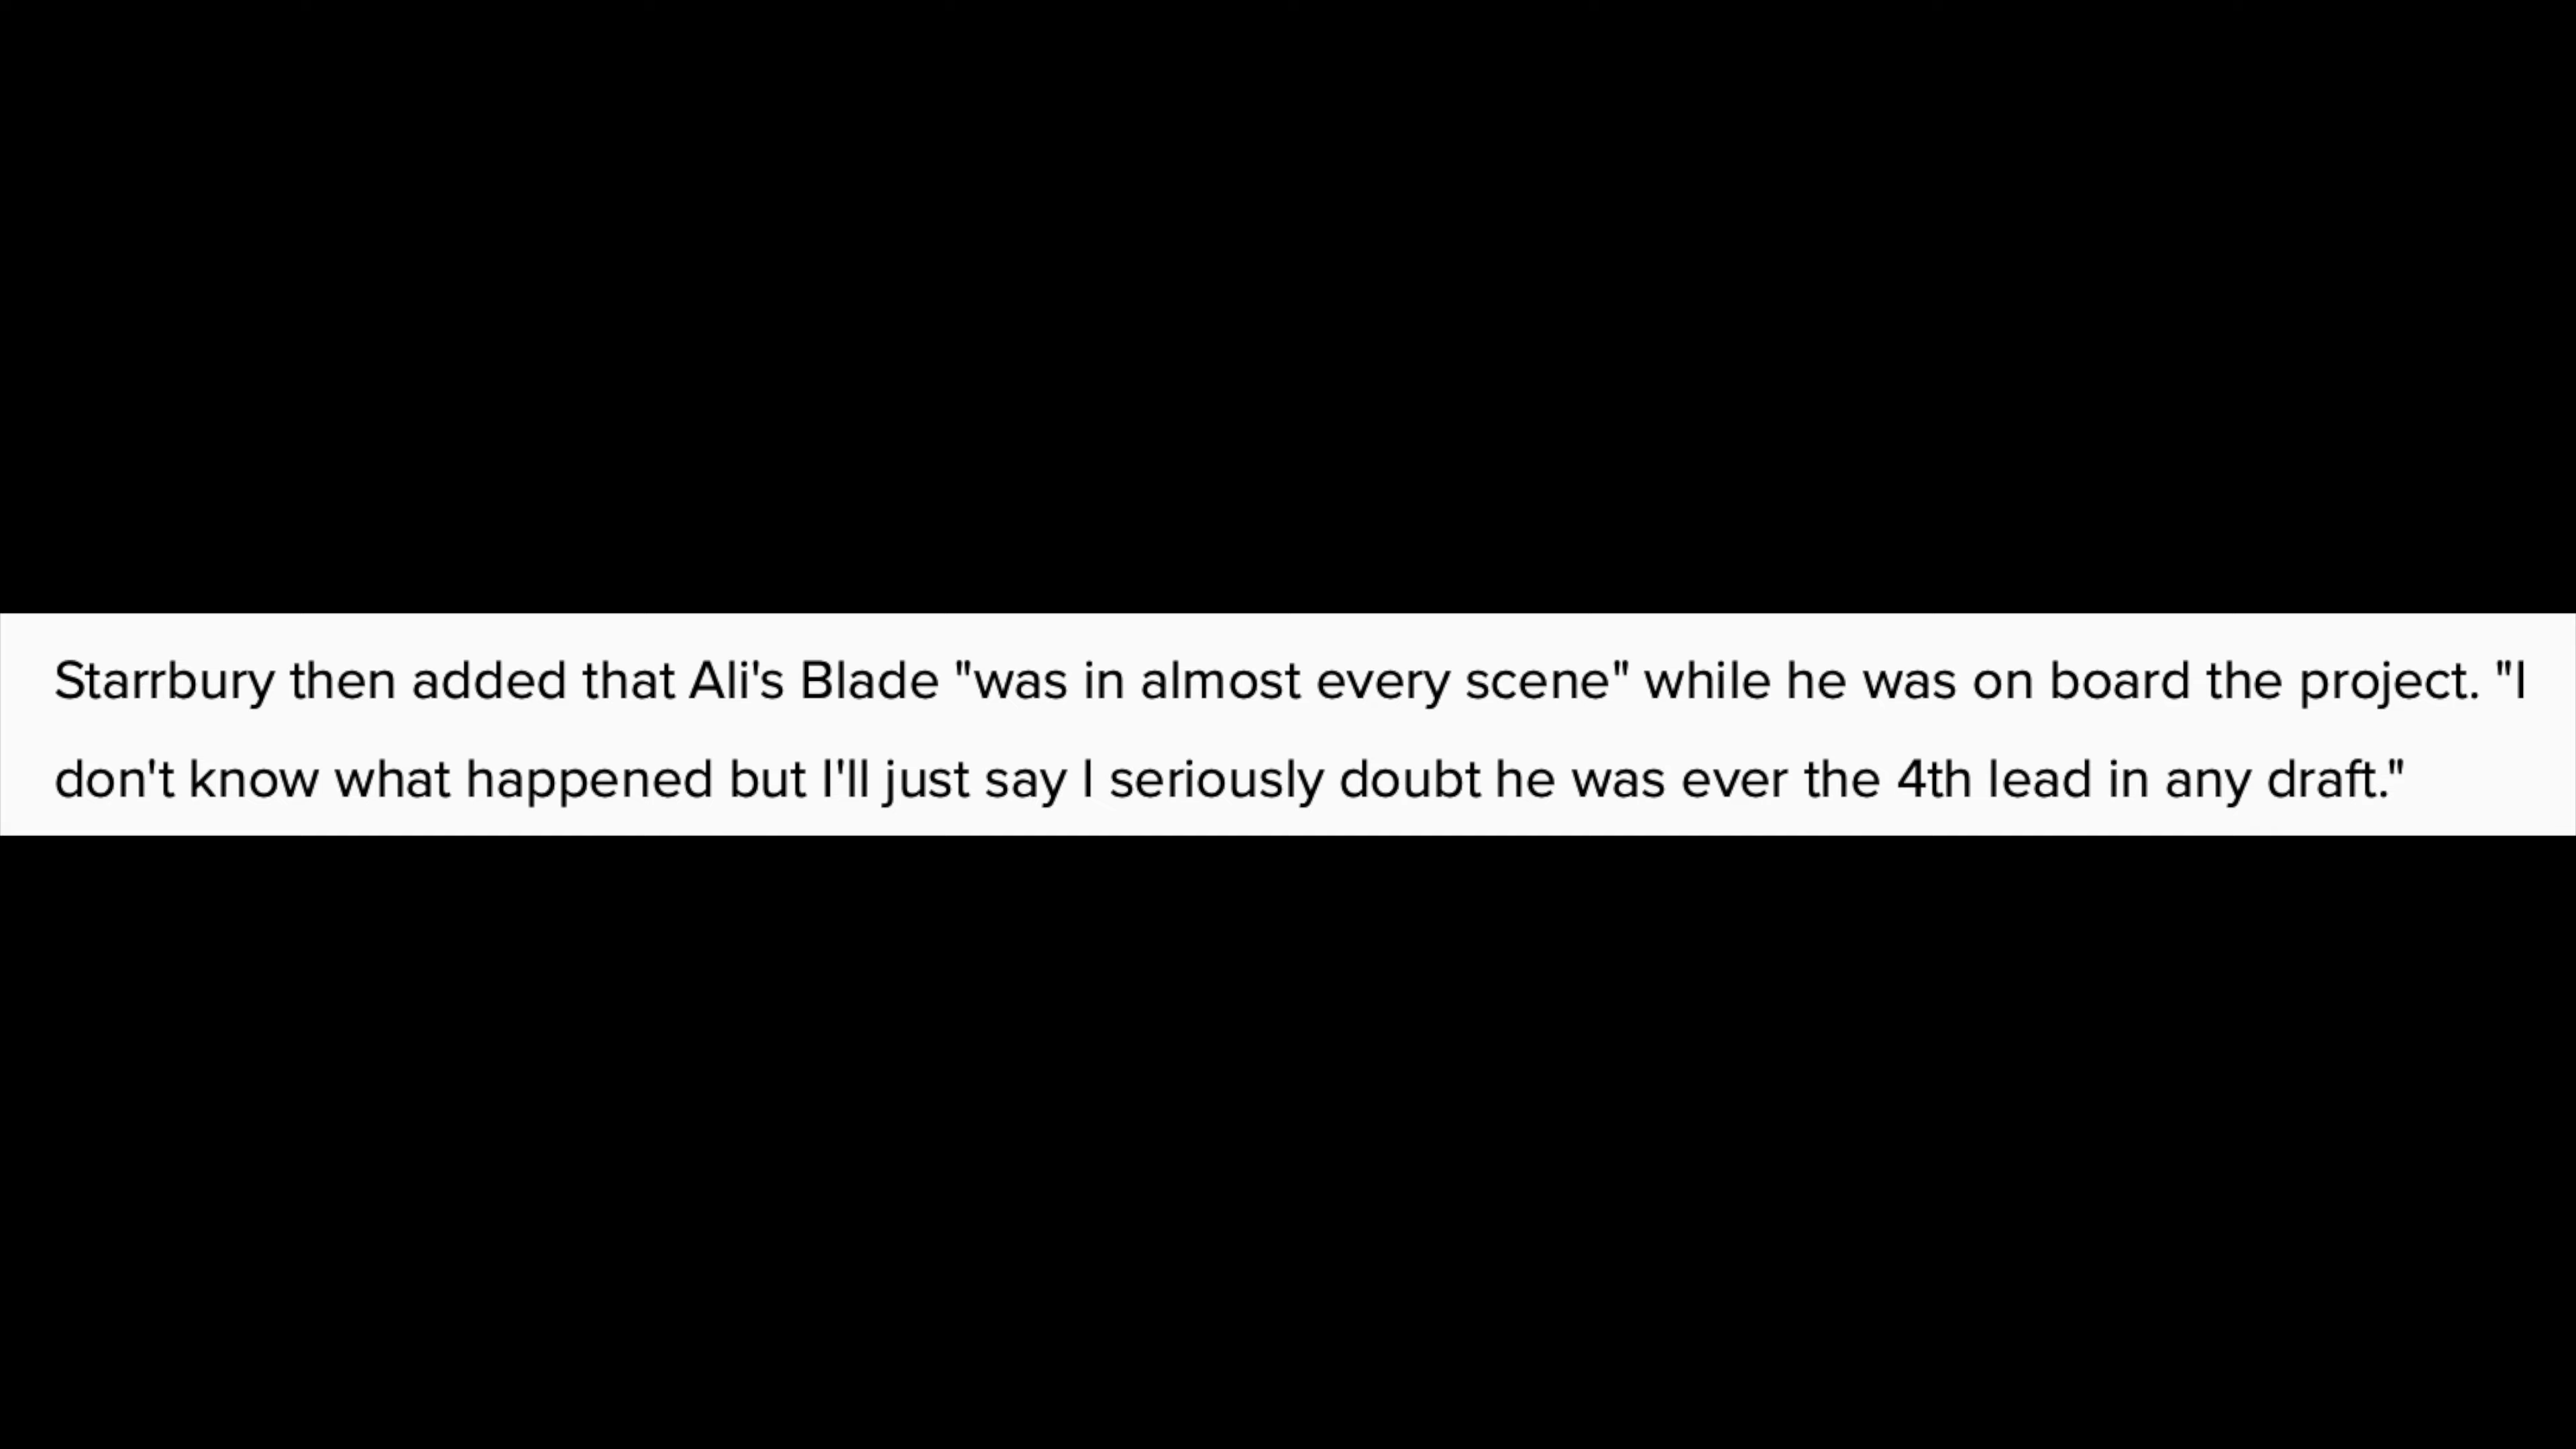 Starrbury then added that Ali's Blade "was in almost every scene" while he was on board the project. "I
don't know what happened but I'll just say I seriously doubt he was ever the 4th lead in any draft."